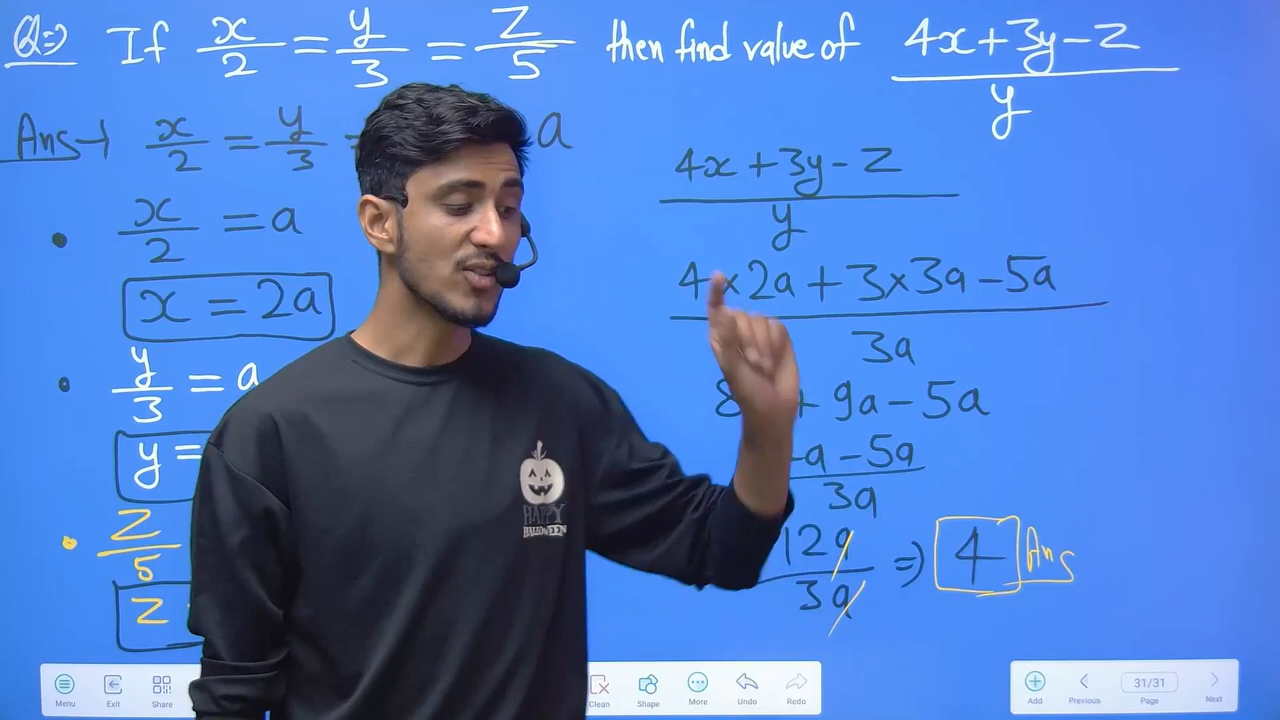 Q⇒ If x/2 = y/3 = z/5 then find value of (4x+3y-z)/y
Ans→ x/2 = y/3 = a
• x/2 = a
x = 2a
• y/3 = a
y =
• z/5
z
(4x+3y-z)/y
(4×2a+3×3a-5a)/3a
8 + 9a-5a
a-5a
3a
12a/3a ⇒ 4 Ans
HAPPY
HALLOWEEN
Menu Exit Share Clean Shape More Undo Redo
Add Previous 31/31 Page Next